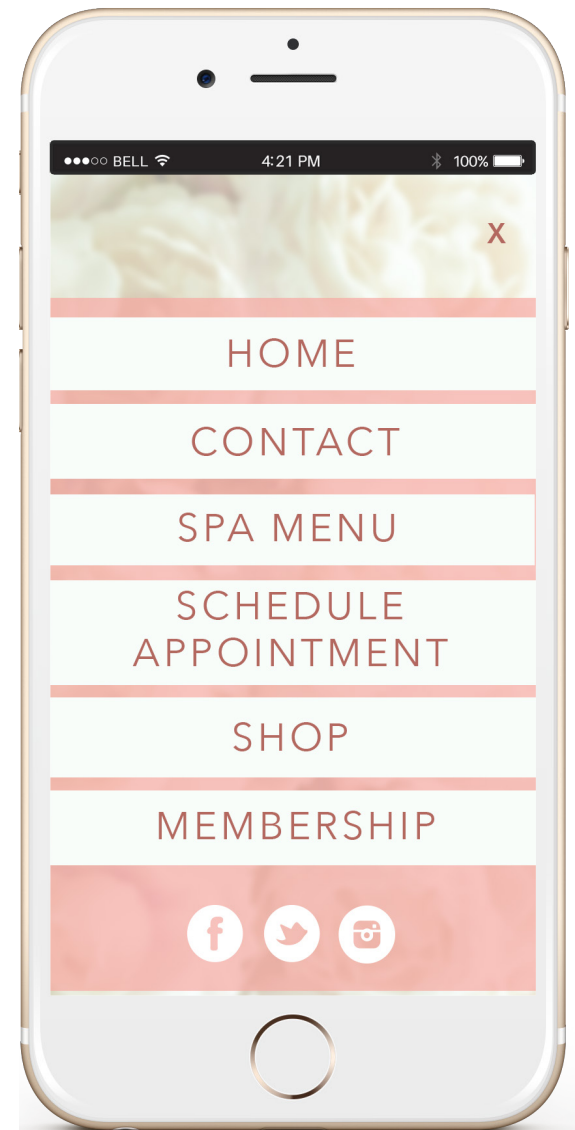 BELL
4:21 PM
100%
X
HOME
CONTACT
SPA MENU
SCHEDULE
APPOINTMENT
SHOP
MEMBERSHIP